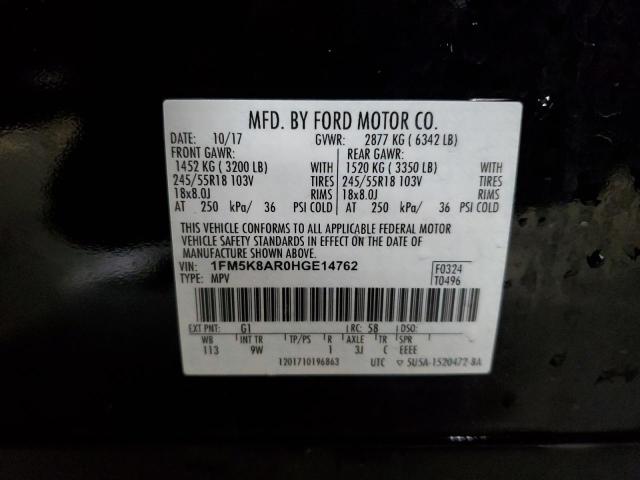 MFD. BY FORD MOTOR CO.
DATE: 10/17 GVWR: 2877 KG ( 6342 LB)
FRONT GAWR: REAR GAWR:
1452 KG ( 3200 LB) WITH 1520 KG ( 3350 LB) WITH
245/55R18 103V TIRES 245/55R18 103V TIRES
18x8.0J RIMS 18x8.0J RIMS
AT 250 kPa/ 36 PSI COLD AT 250 kPa/ 36 PSI COLD
THIS VEHICLE CONFORMS TO ALL APPLICABLE FEDERAL MOTOR
VEHICLE SAFETY STANDARDS IN EFFECT ON THE DATE OF
MANUFACTURE SHOWN ABOVE.
VIN: 1FM5K8AR0HGE14762 F0324
TYPE: MPV T0496
EXT PNT: G1 RC: 58 DSO:
WB INT TR TP/PS R AXLE TR SPR
113 9W 1 3J C EEEE
1201710196863 UTC ▽ 5U5A-1520472-8A